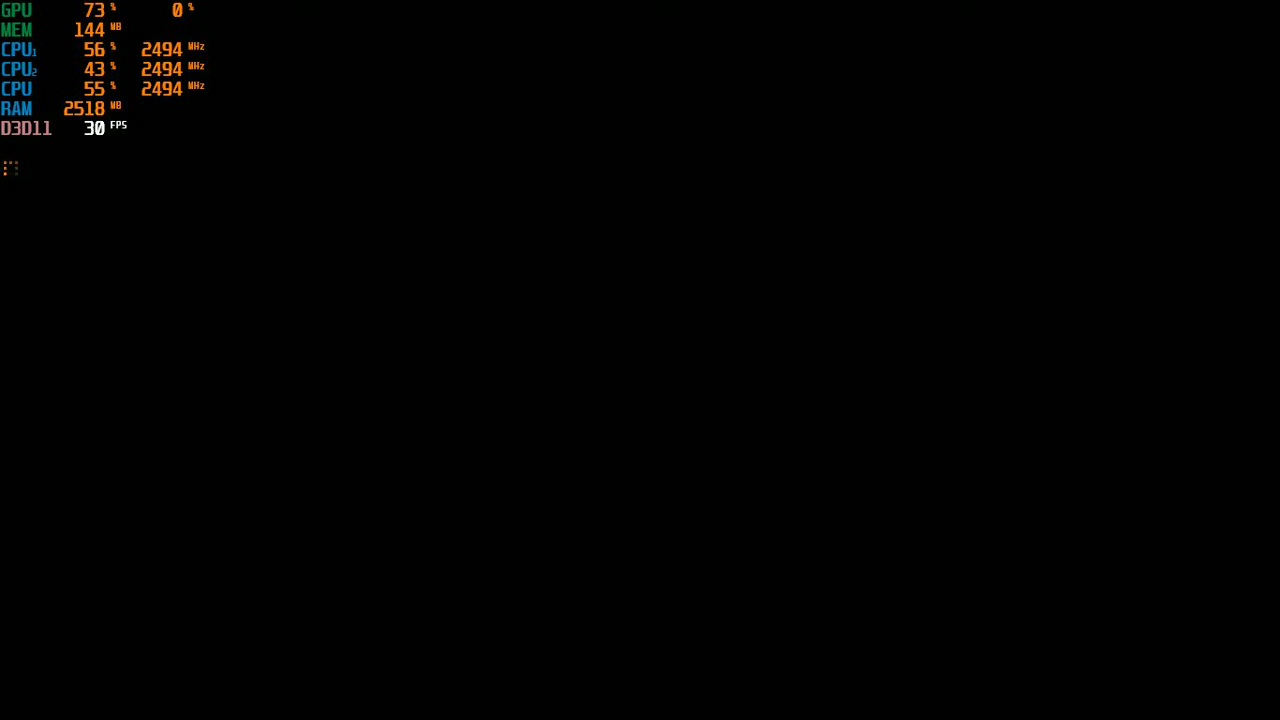 GPU 73 % 0 %
MEM 144 MB
CPU1 56 % 2494 MHz
CPU2 43 % 2494 MHz
CPU 55 % 2494 MHz
RAM 2518 MB
D3D11 30 FPS